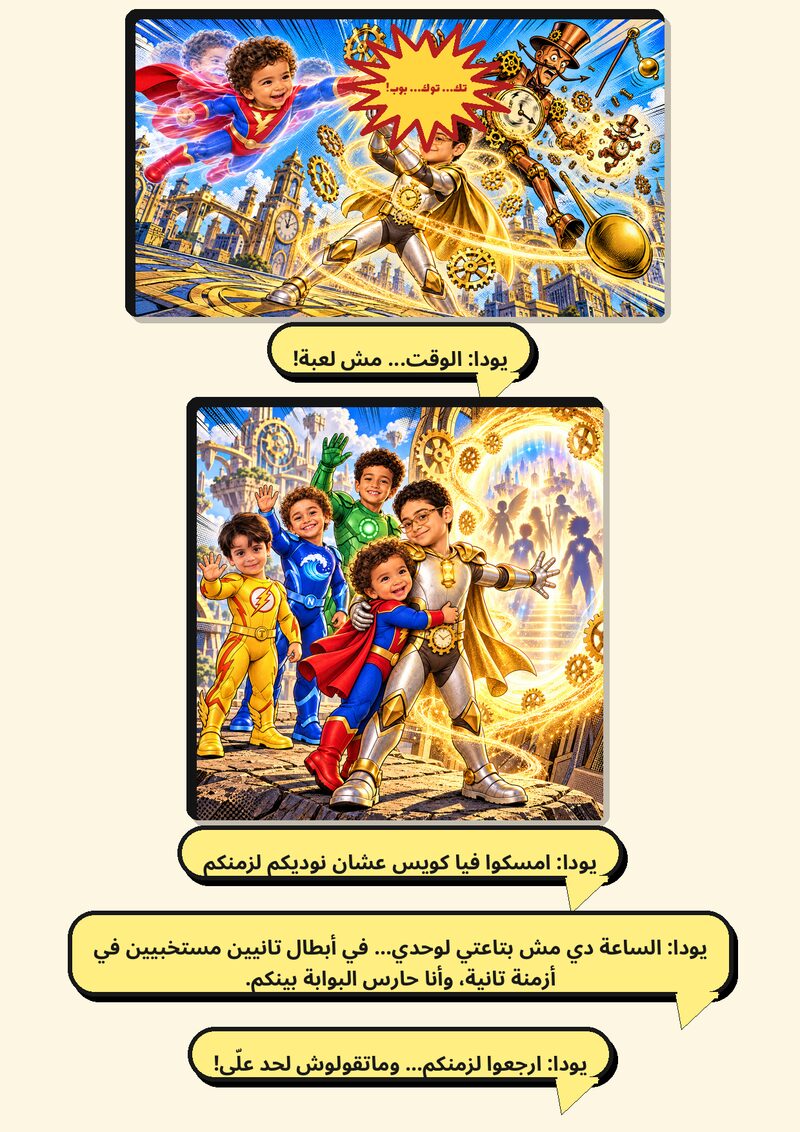 تك... توك... بوب!
يودا: الوقت... مش لعبة!
N
T
يودا: امسكوا فيا كويس عشان نوديكم لزمنكم
يودا: الساعة دي مش بتاعتي لوحدي... في أبطال تانيين مستخبيين في
أزمنة تانية، وأنا حارس البوابة بينكم.
يودا: ارجعوا لزمنكم... وماتقولوش لحد علّى!